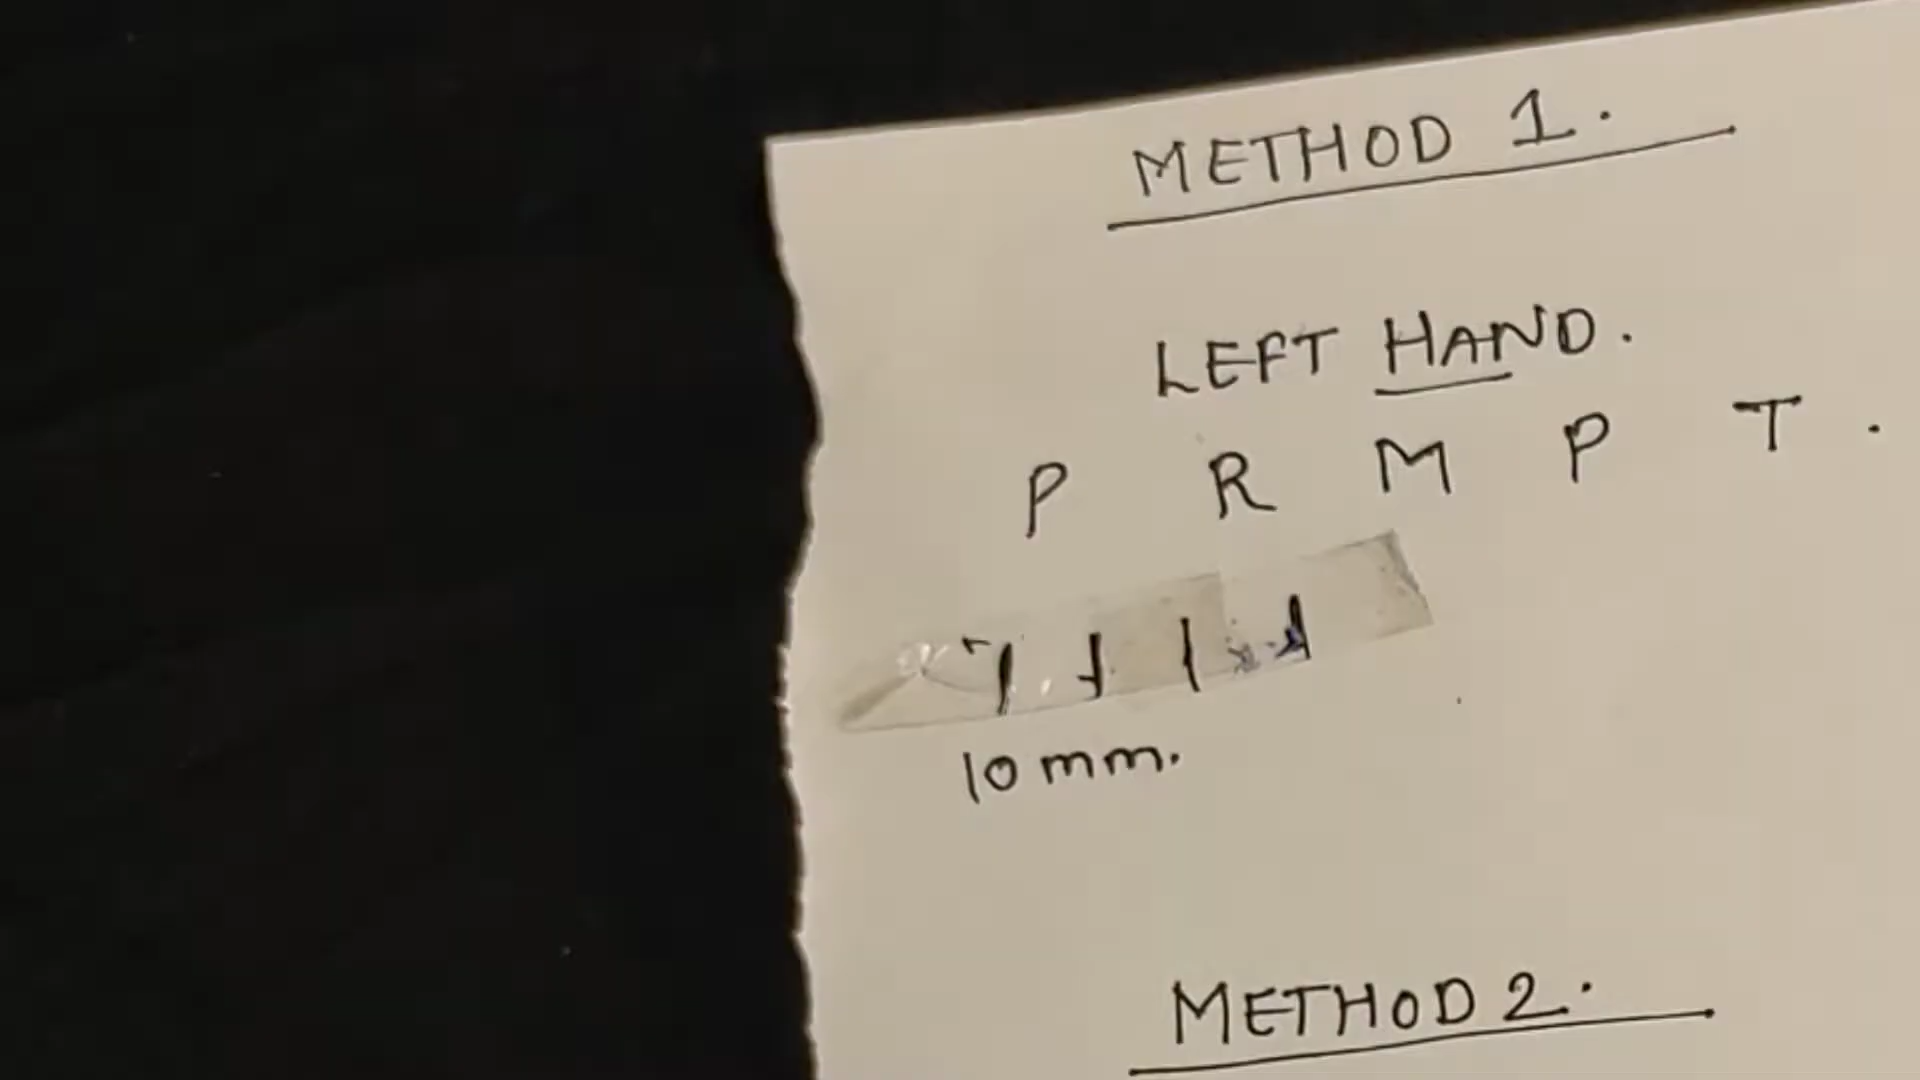 METHOD 1.
LEFT HAND.
P R M P T.
10 mm.
METHOD 2.